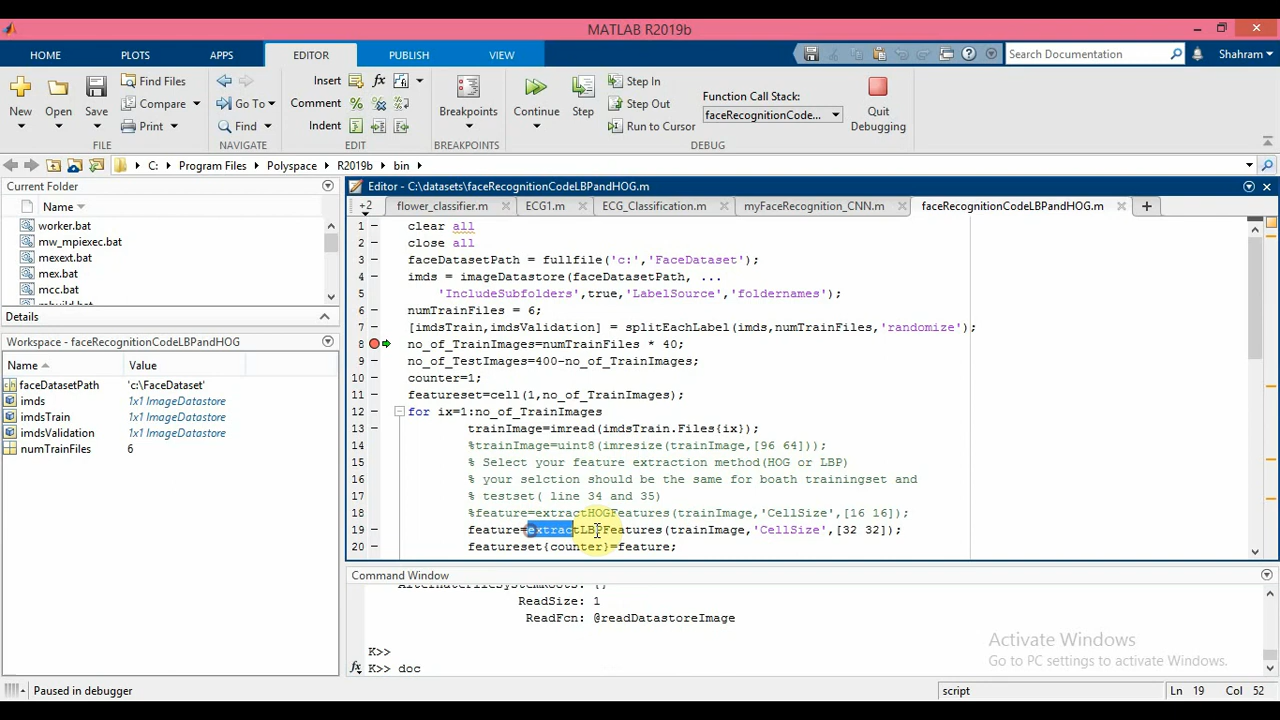 MATLAB R2019b
HOME PLOTS APPS EDITOR PUBLISH VIEW Search Documentation Shahram
New Open Save Find Files Compare Print Go To Find Insert Comment Indent fx Breakpoints Continue Step Step In Step Out Run to Cursor Function Call Stack: faceRecognitionCode... Quit Debugging
FILE NAVIGATE EDIT BREAKPOINTS DEBUG
C: Program Files Polyspace R2019b bin
Current Folder
Name
worker.bat
mw_mpiexec.bat
mexext.bat
mex.bat
mcc.bat
Details
Workspace - faceRecognitionCodeLBPandHOG
Name Value
faceDatasetPath 'c:\FaceDataset'
imds 1x1 ImageDatastore
imdsTrain 1x1 ImageDatastore
imdsValidation 1x1 ImageDatastore
numTrainFiles 6
Editor - C:\datasets\faceRecognitionCodeLBPandHOG.m
+2 flower_classifier.m ECG1.m ECG_Classification.m myFaceRecognition_CNN.m faceRecognitionCodeLBPandHOG.m
1 clear all
2 close all
3 faceDatasetPath = fullfile('c:','FaceDataset');
4 imds = imageDatastore(faceDatasetPath, ...
5 'IncludeSubfolders',true,'LabelSource','foldernames');
6 numTrainFiles = 6;
7 [imdsTrain,imdsValidation] = splitEachLabel(imds,numTrainFiles,'randomize');
8 no_of_TrainImages=numTrainFiles * 40;
9 no_of_TestImages=400-no_of_TrainImages;
10 counter=1;
11 featureset=cell(1,no_of_TrainImages);
12 for ix=1:no_of_TrainImages
13 trainImage=imread(imdsTrain.Files{ix});
14 %trainImage=uint8(imresize(trainImage,[96 64]));
15 % Select your feature extraction method(HOG or LBP)
16 % your selction should be the same for boath trainingset and
17 % testset( line 34 and 35)
18 %feature=extractHOGFeatures(trainImage,'CellSize',[16 16]);
19 feature=extractLBPFeatures(trainImage,'CellSize',[32 32]);
20 featureset{counter}=feature;
Command Window
ReadSize: 1
ReadFcn: @readDatastoreImage
K>>
fx K>> doc
Activate Windows
Go to PC settings to activate Windows.
Paused in debugger script Ln 19 Col 52